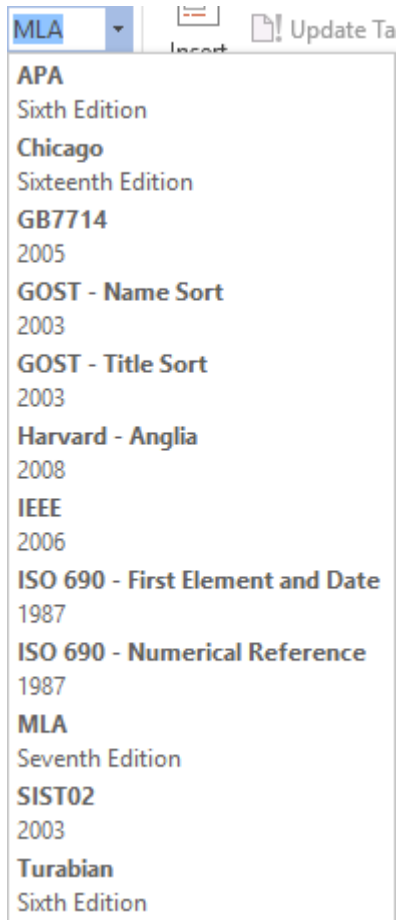 MLA
Insert
Update Ta
APA
Sixth Edition
Chicago
Sixteenth Edition
GB7714
2005
GOST - Name Sort
2003
GOST - Title Sort
2003
Harvard - Anglia
2008
IEEE
2006
ISO 690 - First Element and Date
1987
ISO 690 - Numerical Reference
1987
MLA
Seventh Edition
SIST02
2003
Turabian
Sixth Edition